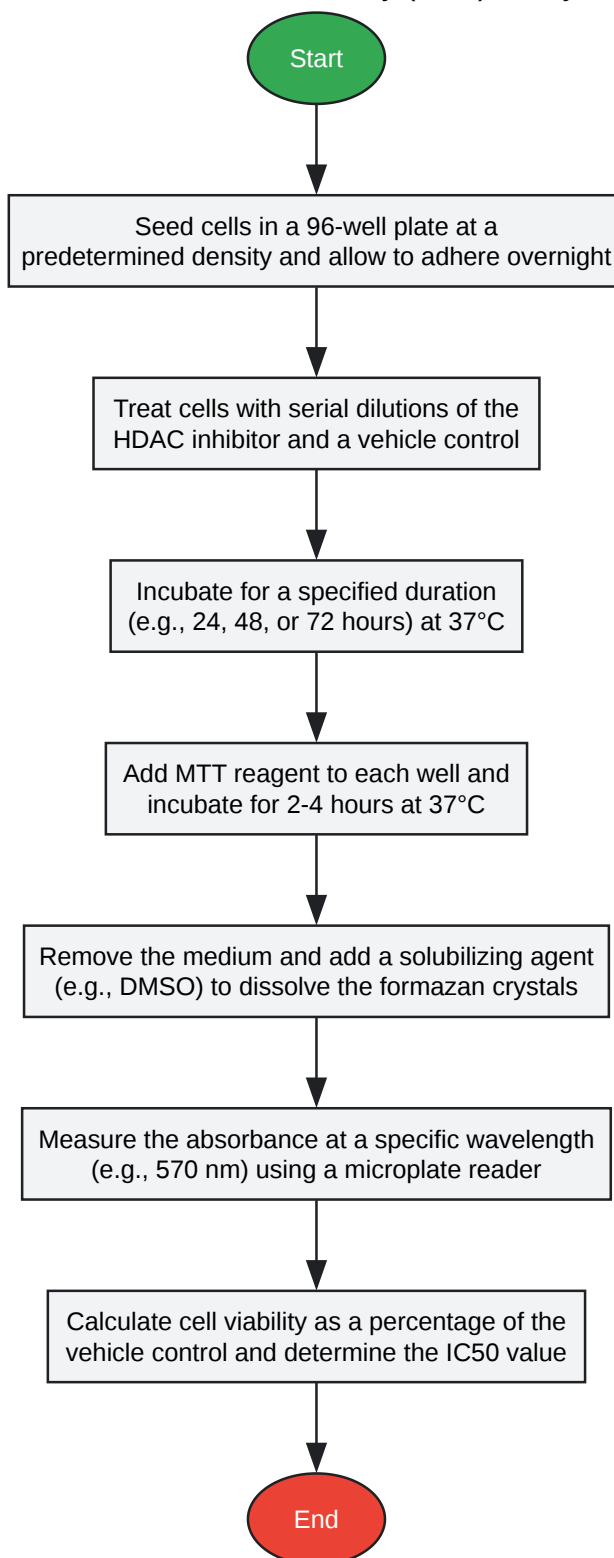 Start
Seed cells in a 96-well plate at a
predetermined density and allow to adhere overnight
Treat cells with serial dilutions of the
HDAC inhibitor and a vehicle control
Incubate for a specified duration
(e.g., 24, 48, or 72 hours) at 37°C
Add MTT reagent to each well and
incubate for 2-4 hours at 37°C
Remove the medium and add a solubilizing agent
(e.g., DMSO) to dissolve the formazan crystals
Measure the absorbance at a specific wavelength
(e.g., 570 nm) using a microplate reader
Calculate cell viability as a percentage of the
vehicle control and determine the IC50 value
End